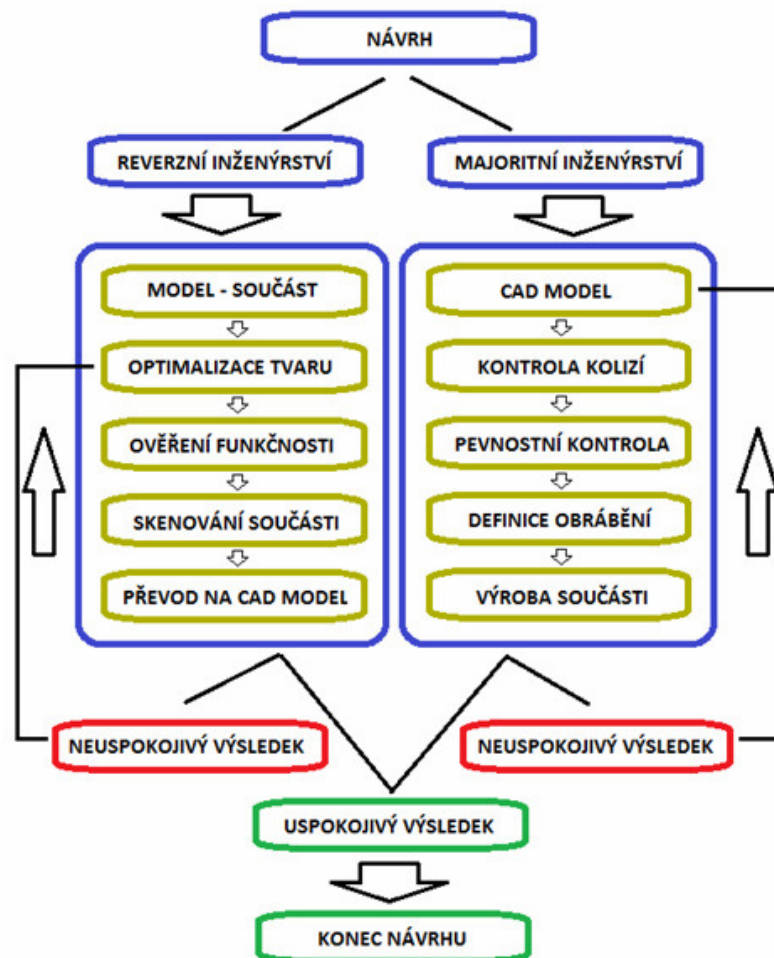 NÁVRH
REVERZNÍ INŽENÝRSTVÍ
MAJORITNÍ INŽENÝRSTVÍ
MODEL - SOUČÁST
OPTIMALIZACE TVARU
OVĚŘENÍ FUNKČNOSTI
SKENOVÁNÍ SOUČÁSTI
PŘEVOD NA CAD MODEL
CAD MODEL
KONTROLA KOLIZÍ
PEVNOSTNÍ KONTROLA
DEFINICE OBRÁBĚNÍ
VÝROBA SOUČÁSTI
NEUSPOKOJIVÝ VÝSLEDEK
NEUSPOKOJIVÝ VÝSLEDEK
USPOKOJIVÝ VÝSLEDEK
KONEC NÁVRHU